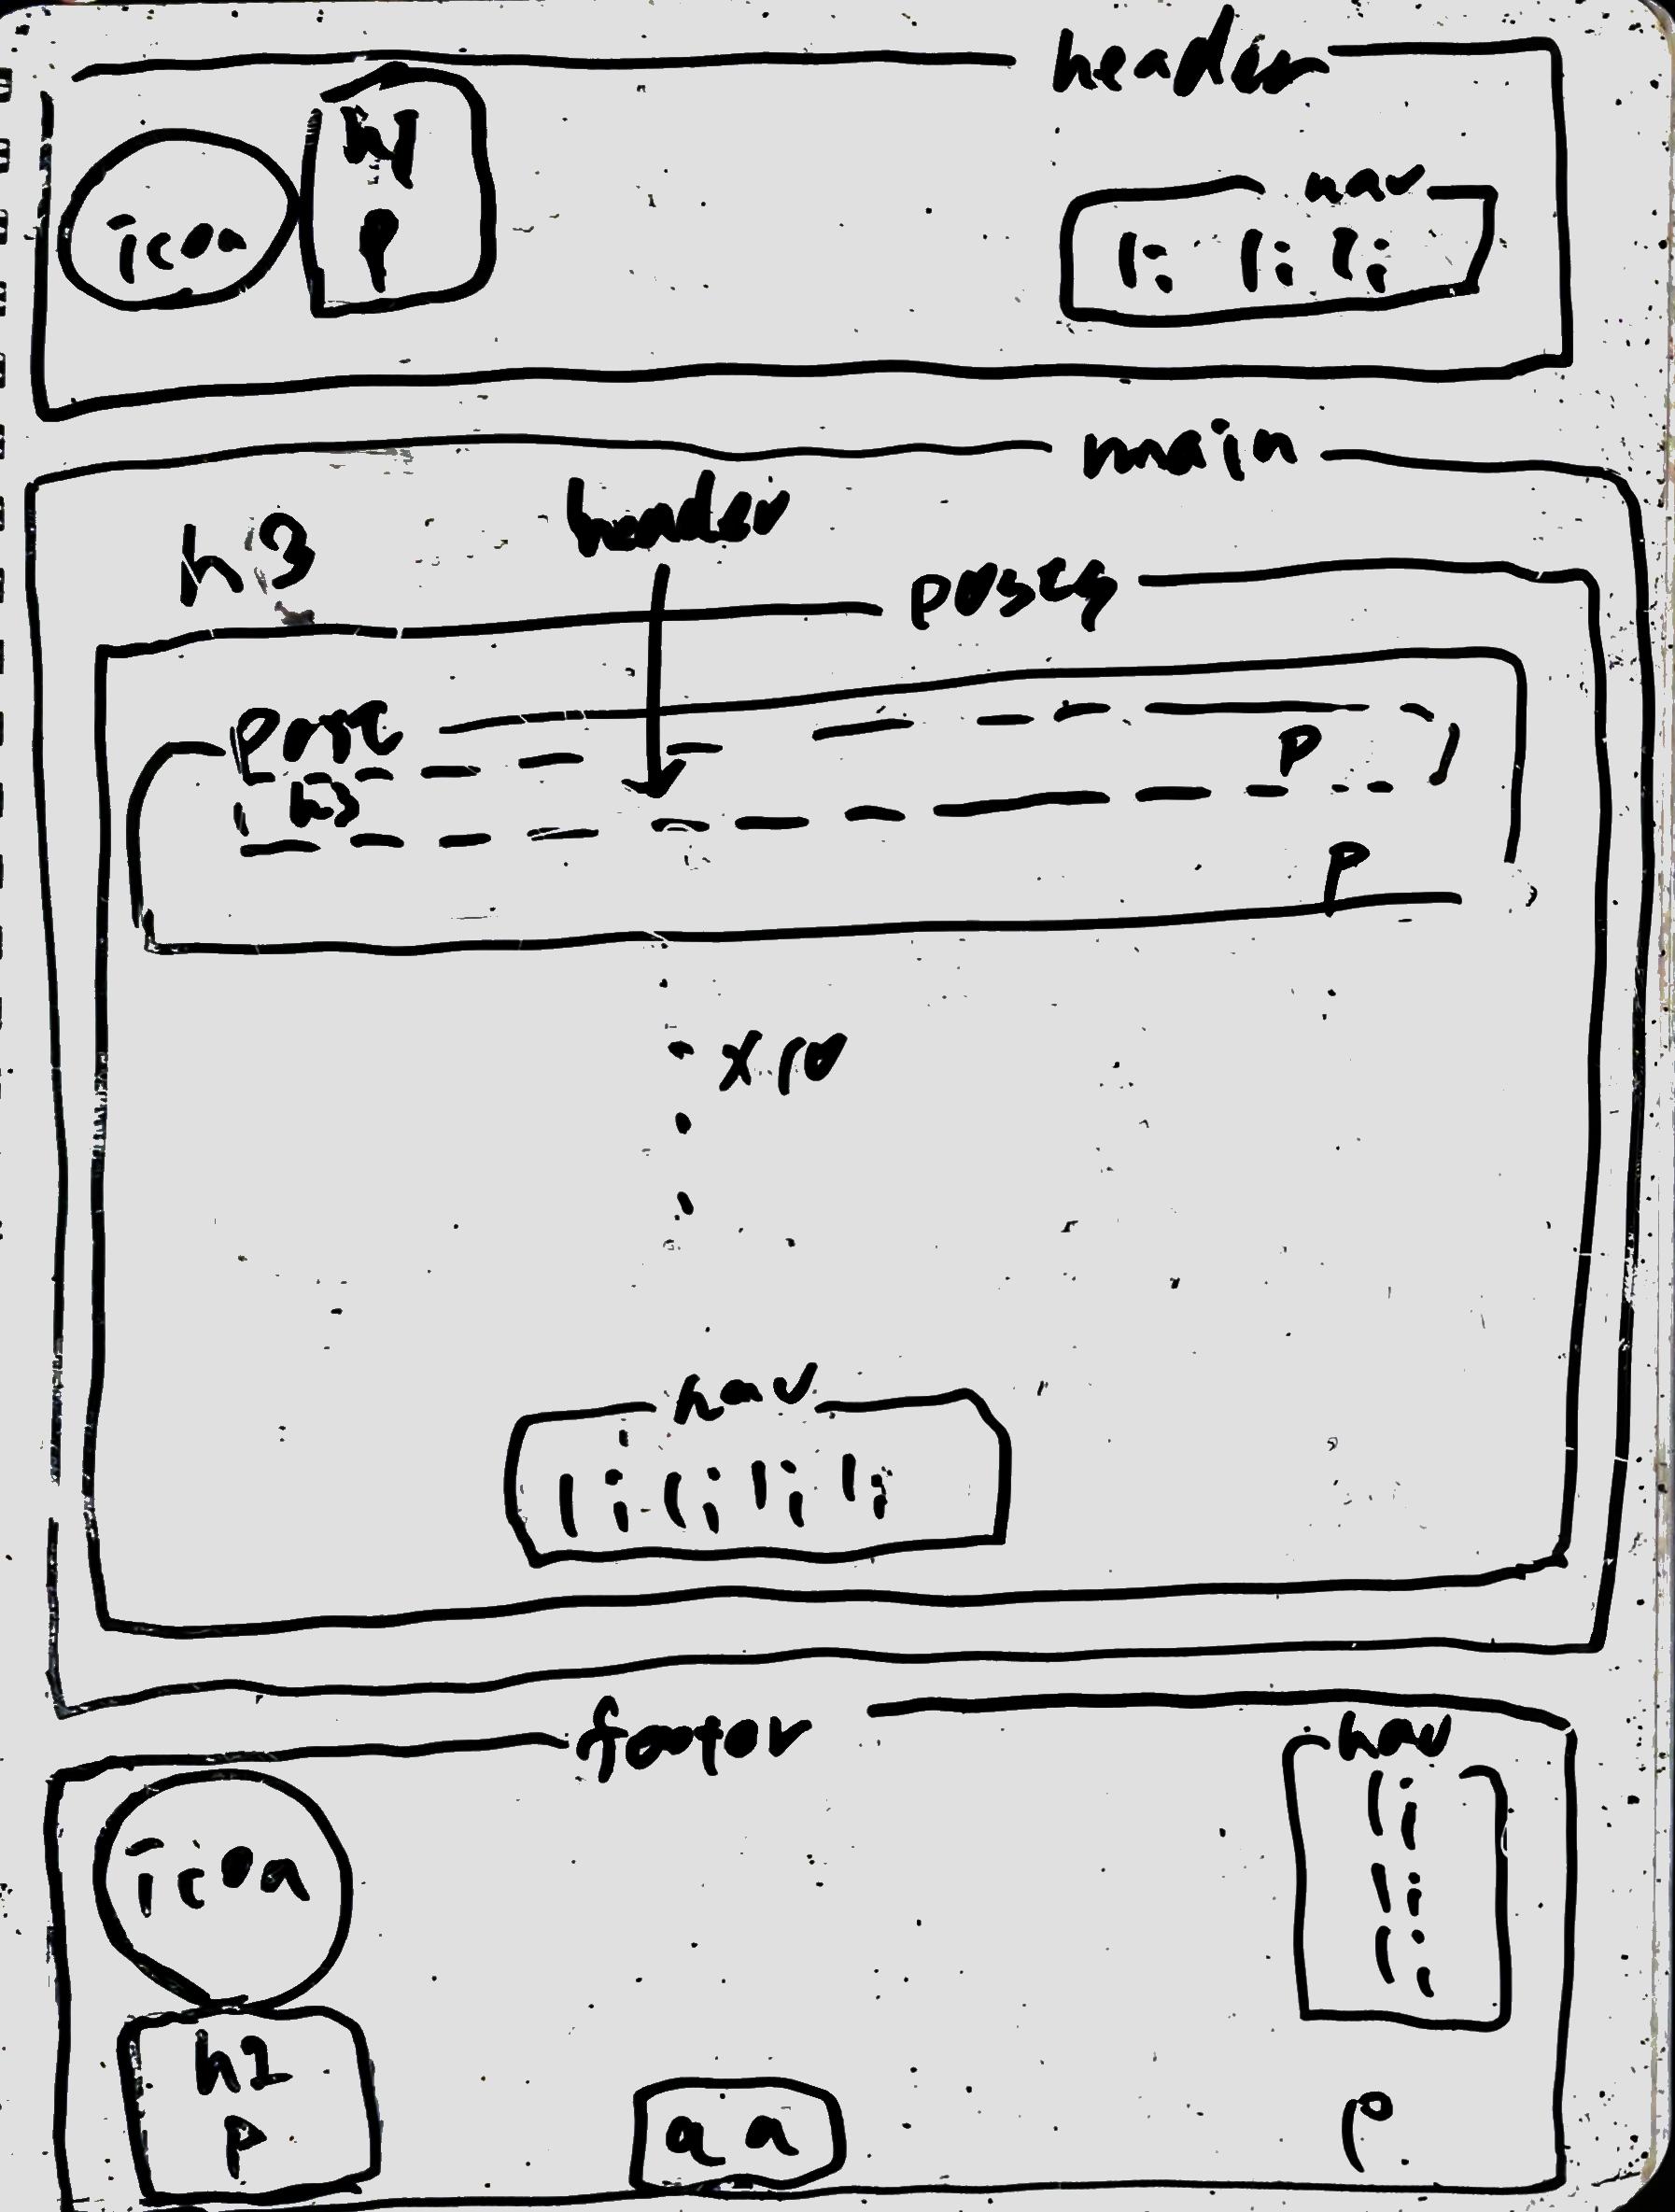 header
h1
p
icon
nav
li li li
main
h3
header
posts
post
h3
p
p
x10
nav
li li li li
footer
nav
li
li
li
icon
h2
p
a a
p